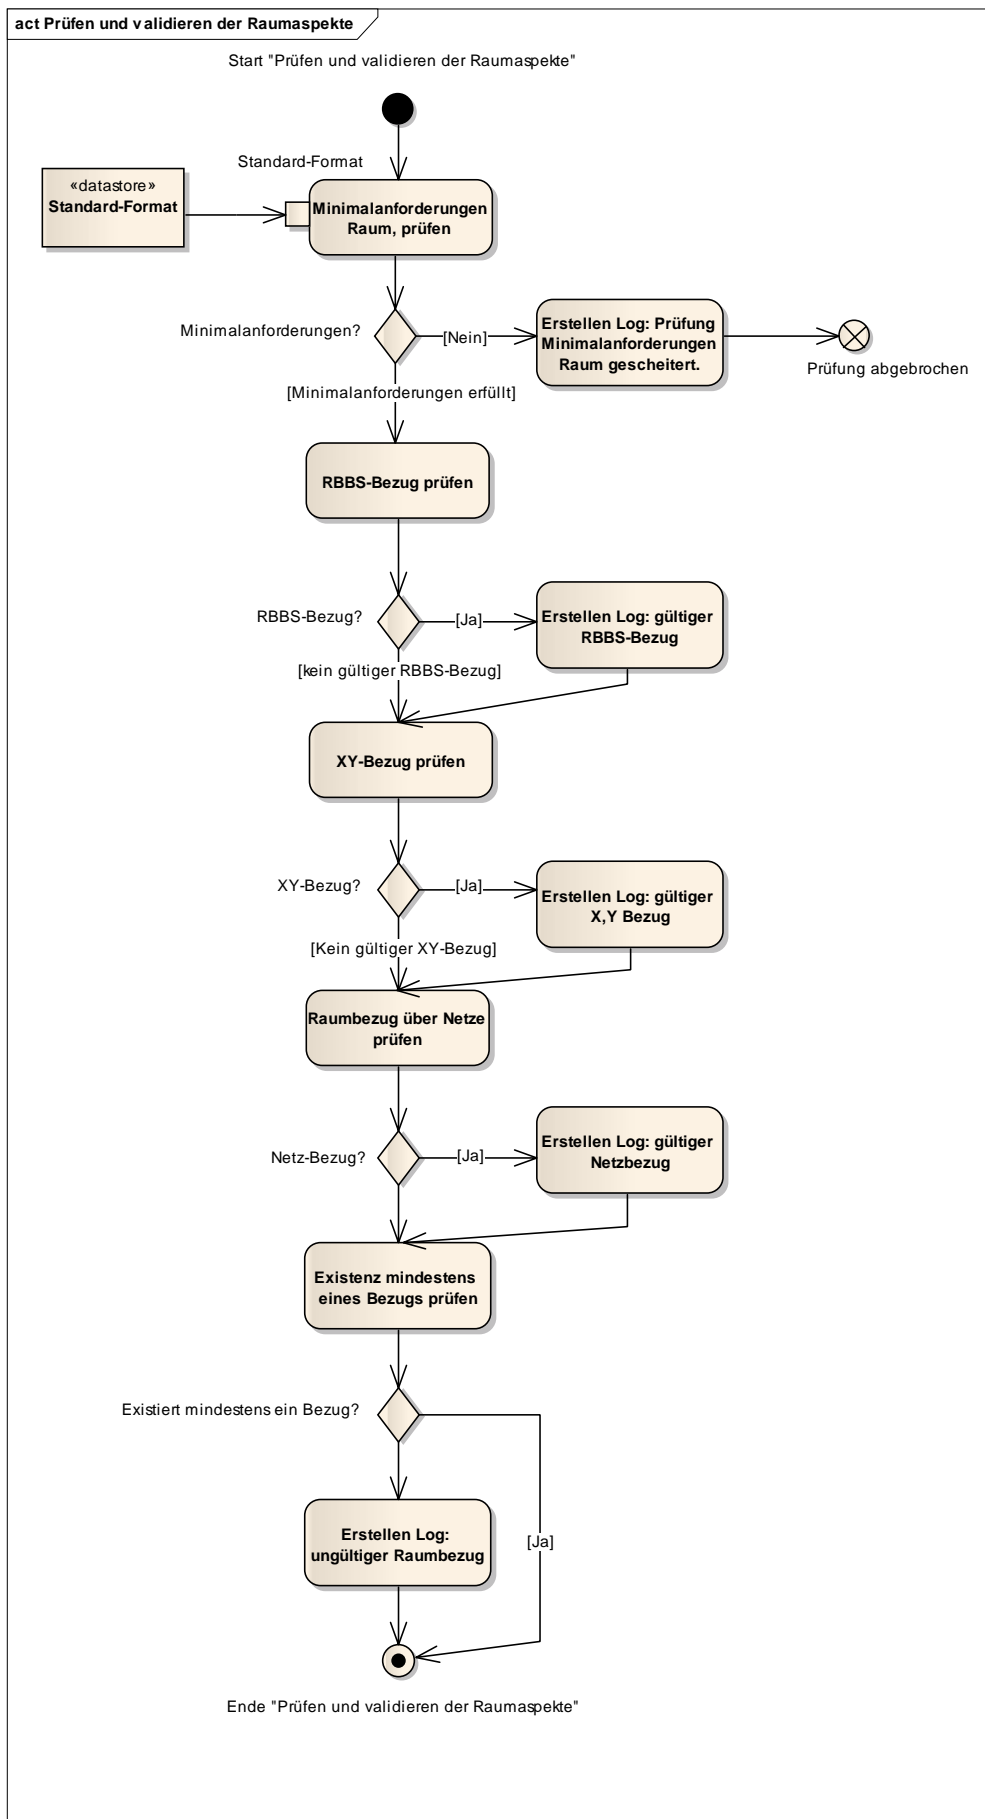 act Prüfen und validieren der Raumaspekte
Start "Prüfen und validieren der Raumaspekte"
Standard-Format
«datastore»
Standard-Format
Minimalanforderungen
Raum, prüfen
Minimalanforderungen?
[Nein]
Erstellen Log: Prüfung
Minimalanforderungen
Raum gescheitert.
Prüfung abgebrochen
[Minimalanforderungen erfüllt]
RBBS-Bezug prüfen
RBBS-Bezug?
[Ja]
Erstellen Log: gültiger
RBBS-Bezug
[kein gültiger RBBS-Bezug]
XY-Bezug prüfen
XY-Bezug?
[Ja]
Erstellen Log: gültiger
X,Y Bezug
[Kein gültiger XY-Bezug]
Raumbezug über Netze
prüfen
Netz-Bezug?
[Ja]
Erstellen Log: gültiger
Netzbezug
Existenz mindestens
eines Bezugs prüfen
Existiert mindestens ein Bezug?
Erstellen Log:
ungültiger Raumbezug
[Ja]
Ende "Prüfen und validieren der Raumaspekte"